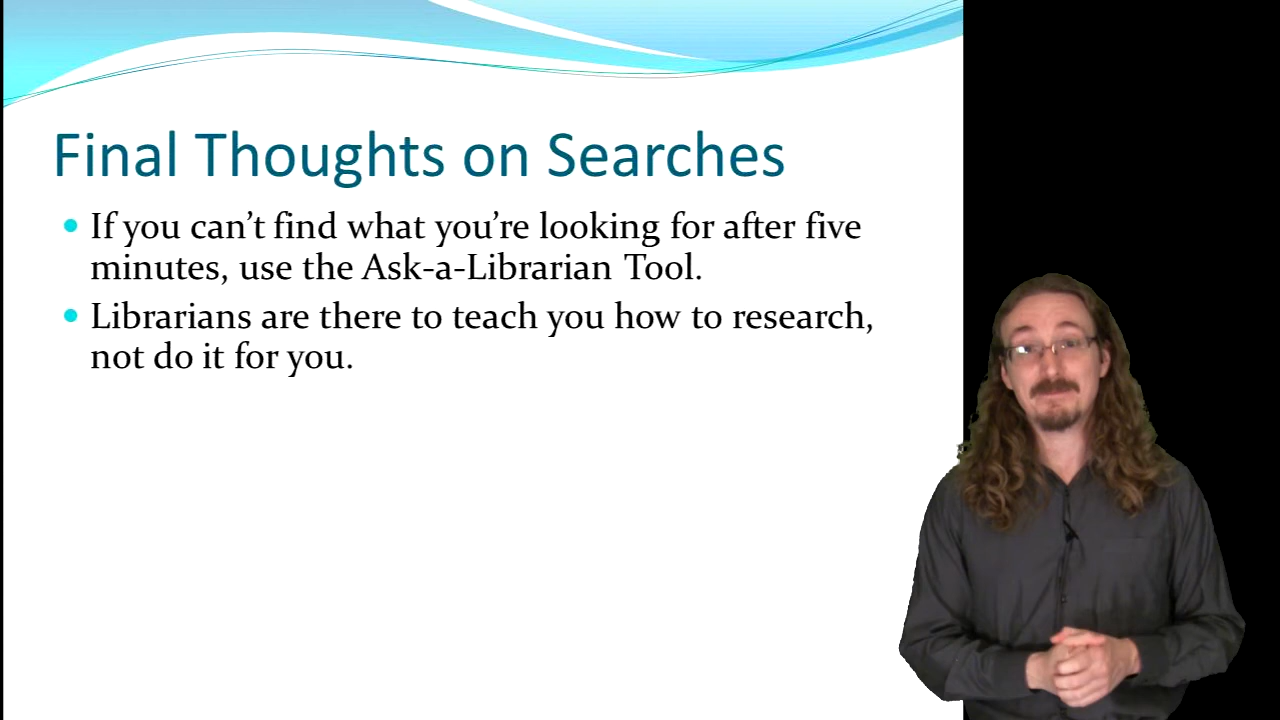 Final Thoughts on Searches
• If you can’t find what you’re looking for after five
minutes, use the Ask-a-Librarian Tool.
• Librarians are there to teach you how to research,
not do it for you.